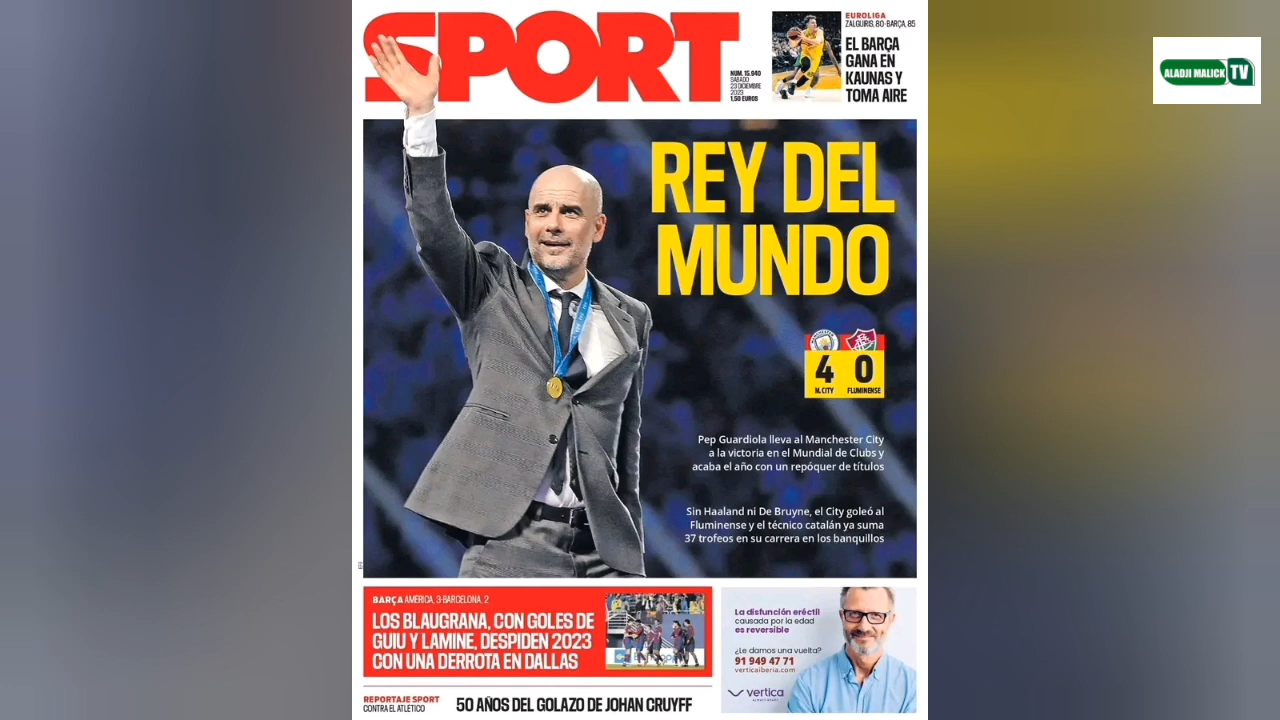 SPORT
NUM. 15.640
SÁBADO
23 DICIEMBRE
2023
1,50 EUROS
EUROLIGA
ZALGUIRIS, 80-BARÇA, 85
EL BARÇA
GANA EN
KAUNAS Y
TOMA AIRE
ALADJI MALICK TV
REY DEL
MUNDO
4 0
M. CITY FLUMINENSE
Pep Guardiola lleva al Manchester City
a la victoria en el Mundial de Clubs y
acaba el año con un repóquer de títulos
Sin Haaland ni De Bruyne, el City goleó al
Fluminense y el técnico catalán ya suma
37 trofeos en su carrera en los banquillos
BARÇA AMÉRICA, 3-BARCELONA, 2
LOS BLAUGRANA, CON GOLES DE
GUIU Y LAMINE, DESPIDEN 2023
CON UNA DERROTA EN DALLAS
La disfunción eréctil
causada por la edad
es reversible
¿Le damos una vuelta?
91 949 47 71
verticaiberia.com
vertica
REPORTAJE SPORT
CONTRA EL ATLÉTICO
50 AÑOS DEL GOLAZO DE JOHAN CRUYFF